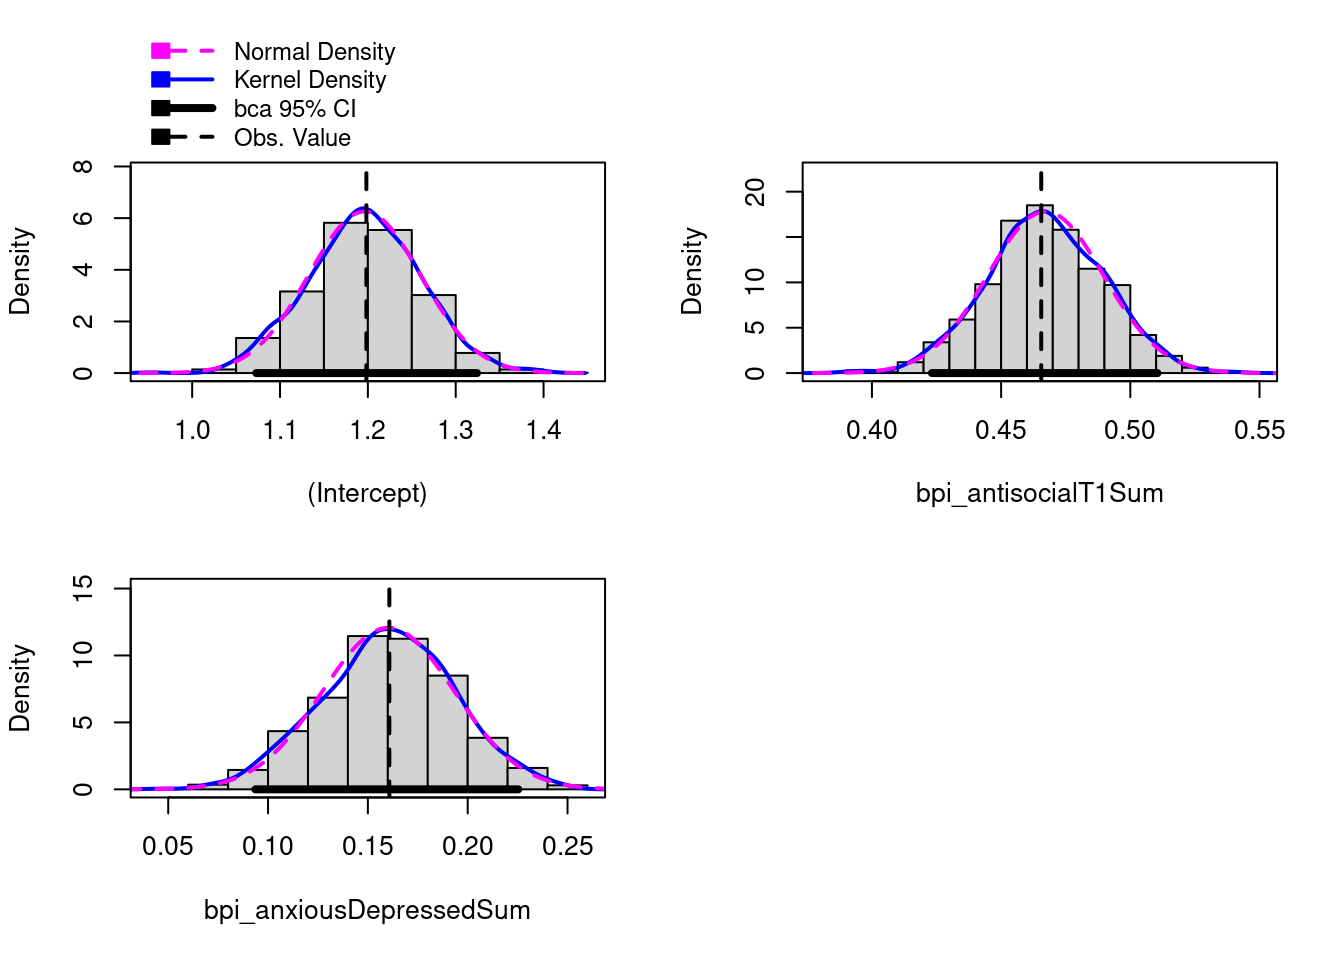 Normal Density
Kernel Density
bca 95% CI
Obs. Value
Density
0 2 4 6 8
1.0 1.1 1.2 1.3 1.4
(Intercept)
Density
0 5 10 20
0.40 0.45 0.50 0.55
bpi_antisocialT1Sum
Density
0 5 10 15
0.05 0.10 0.15 0.20 0.25
bpi_anxiousDepressedSum